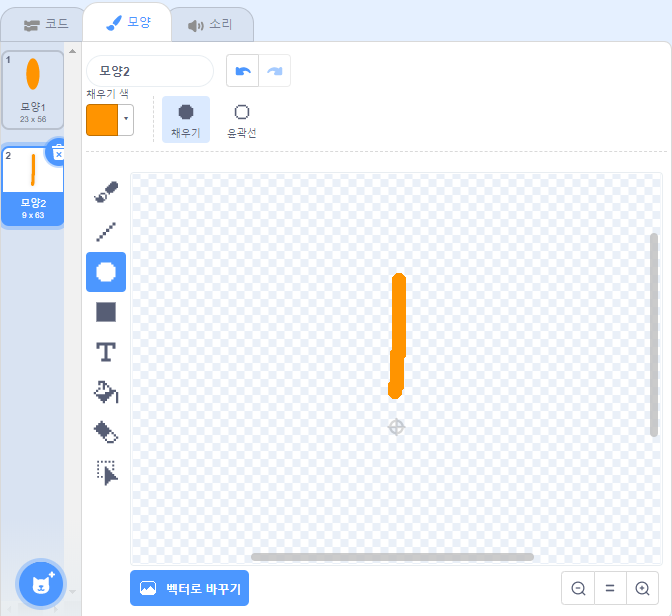 코드
모양
소리
1
모양1
23 x 56
2
모양2
9 x 63
모양2
채우기 색
채우기
윤곽선
T
벡터로 바꾸기